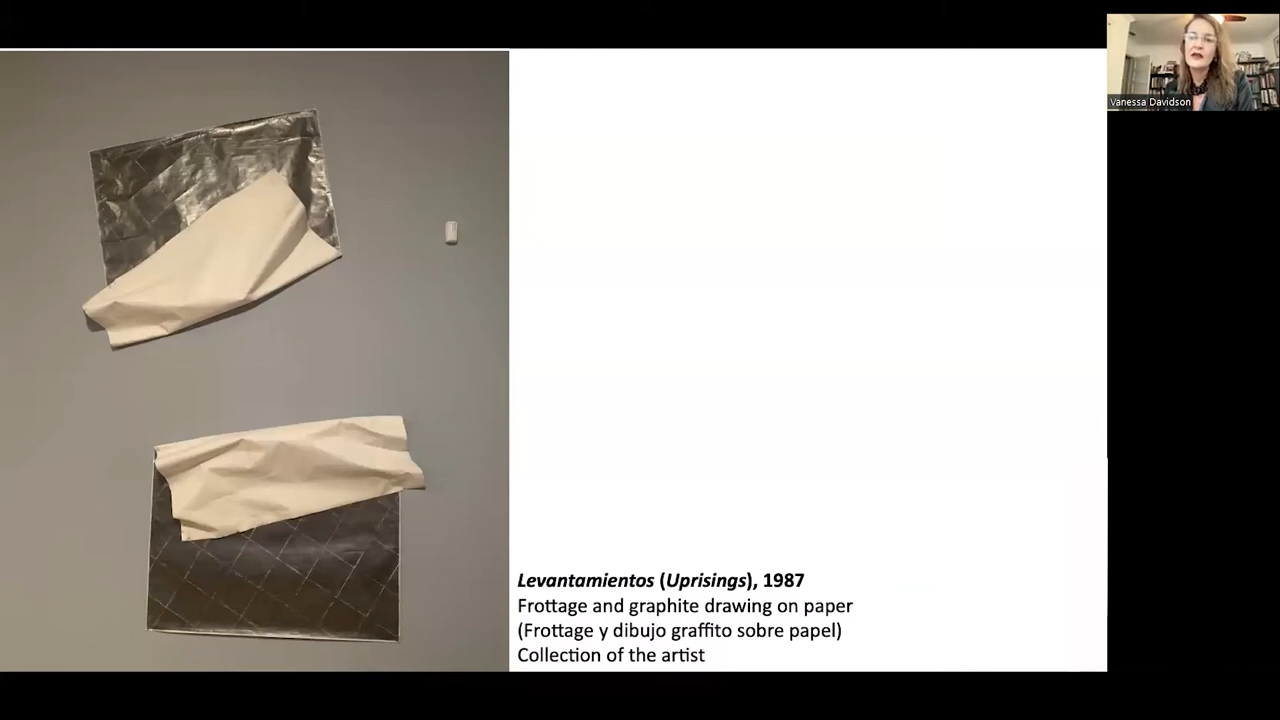 Vanessa Davidson
Levantamientos (Uprisings), 1987
Frottage and graphite drawing on paper
(Frottage y dibujo graffito sobre papel)
Collection of the artist